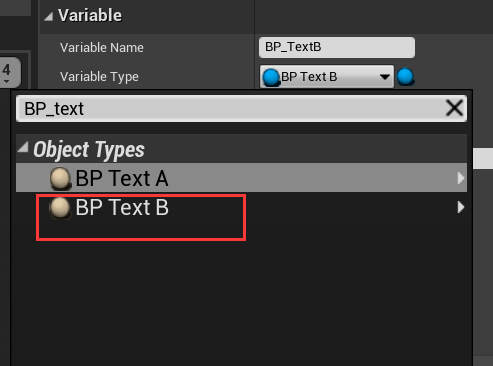 Variable
Variable Name BP_TextB
4
Variable Type BP Text B
BP_text
Object Types
BP Text A
BP Text B